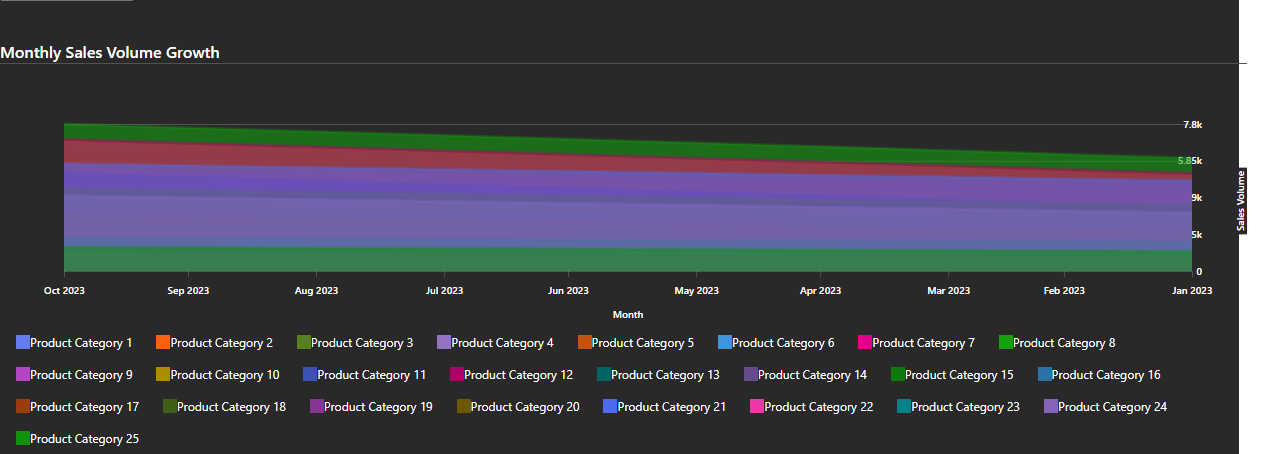 Monthly Sales Volume Growth
7.8k
5.85k
9k
5k
0
Sales Volume
Oct 2023 Sep 2023 Aug 2023 Jul 2023 Jun 2023 May 2023 Apr 2023 Mar 2023 Feb 2023 Jan 2023
Month
Product Category 1 Product Category 2 Product Category 3 Product Category 4 Product Category 5 Product Category 6 Product Category 7 Product Category 8
Product Category 9 Product Category 10 Product Category 11 Product Category 12 Product Category 13 Product Category 14 Product Category 15 Product Category 16
Product Category 17 Product Category 18 Product Category 19 Product Category 20 Product Category 21 Product Category 22 Product Category 23 Product Category 24
Product Category 25